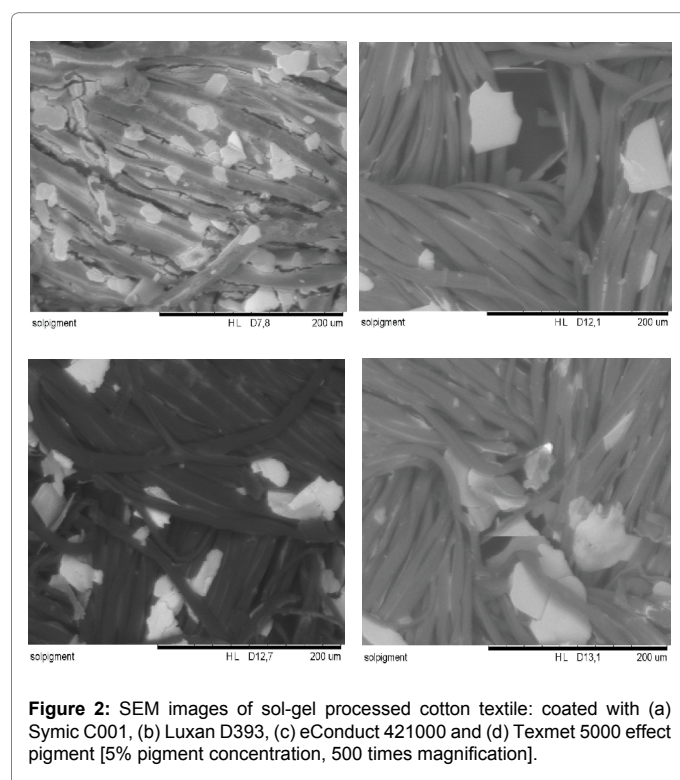 solpigment HL D7,8 200 um
solpigment HL D12,1 200 um
solpigment HL D12,7 200 um
solpigment HL D13,1 200 um
Figure 2: SEM images of sol-gel processed cotton textile: coated with (a)
Symic C001, (b) Luxan D393, (c) eConduct 421000 and (d) Texmet 5000 effect
pigment [5% pigment concentration, 500 times magnification].